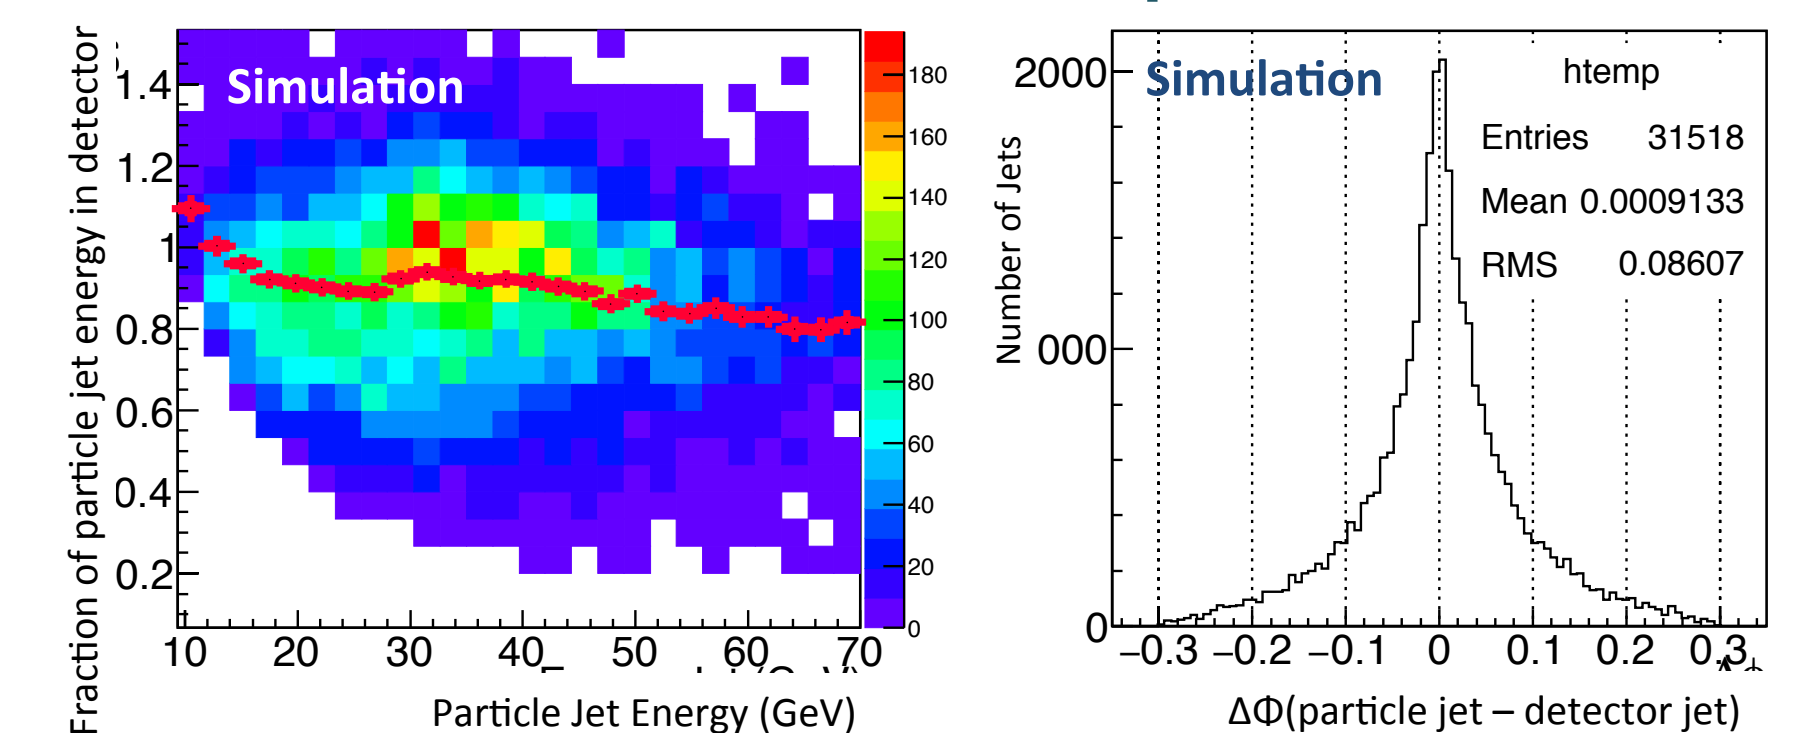 Fraction of particle jet energy in detector
Simulation
1.4
1.2
1
0.8
0.6
0.4
0.2
10 20 30 40 50 60 70
180
160
140
120
100
80
60
40
20
0
Particle Jet Energy (GeV)
Number of Jets
Simulation
2000
000
0
htemp
Entries 31518
Mean 0.0009133
RMS 0.08607
−0.3 −0.2 −0.1 0 0.1 0.2 0.3
ΔΦ(particle jet – detector jet)